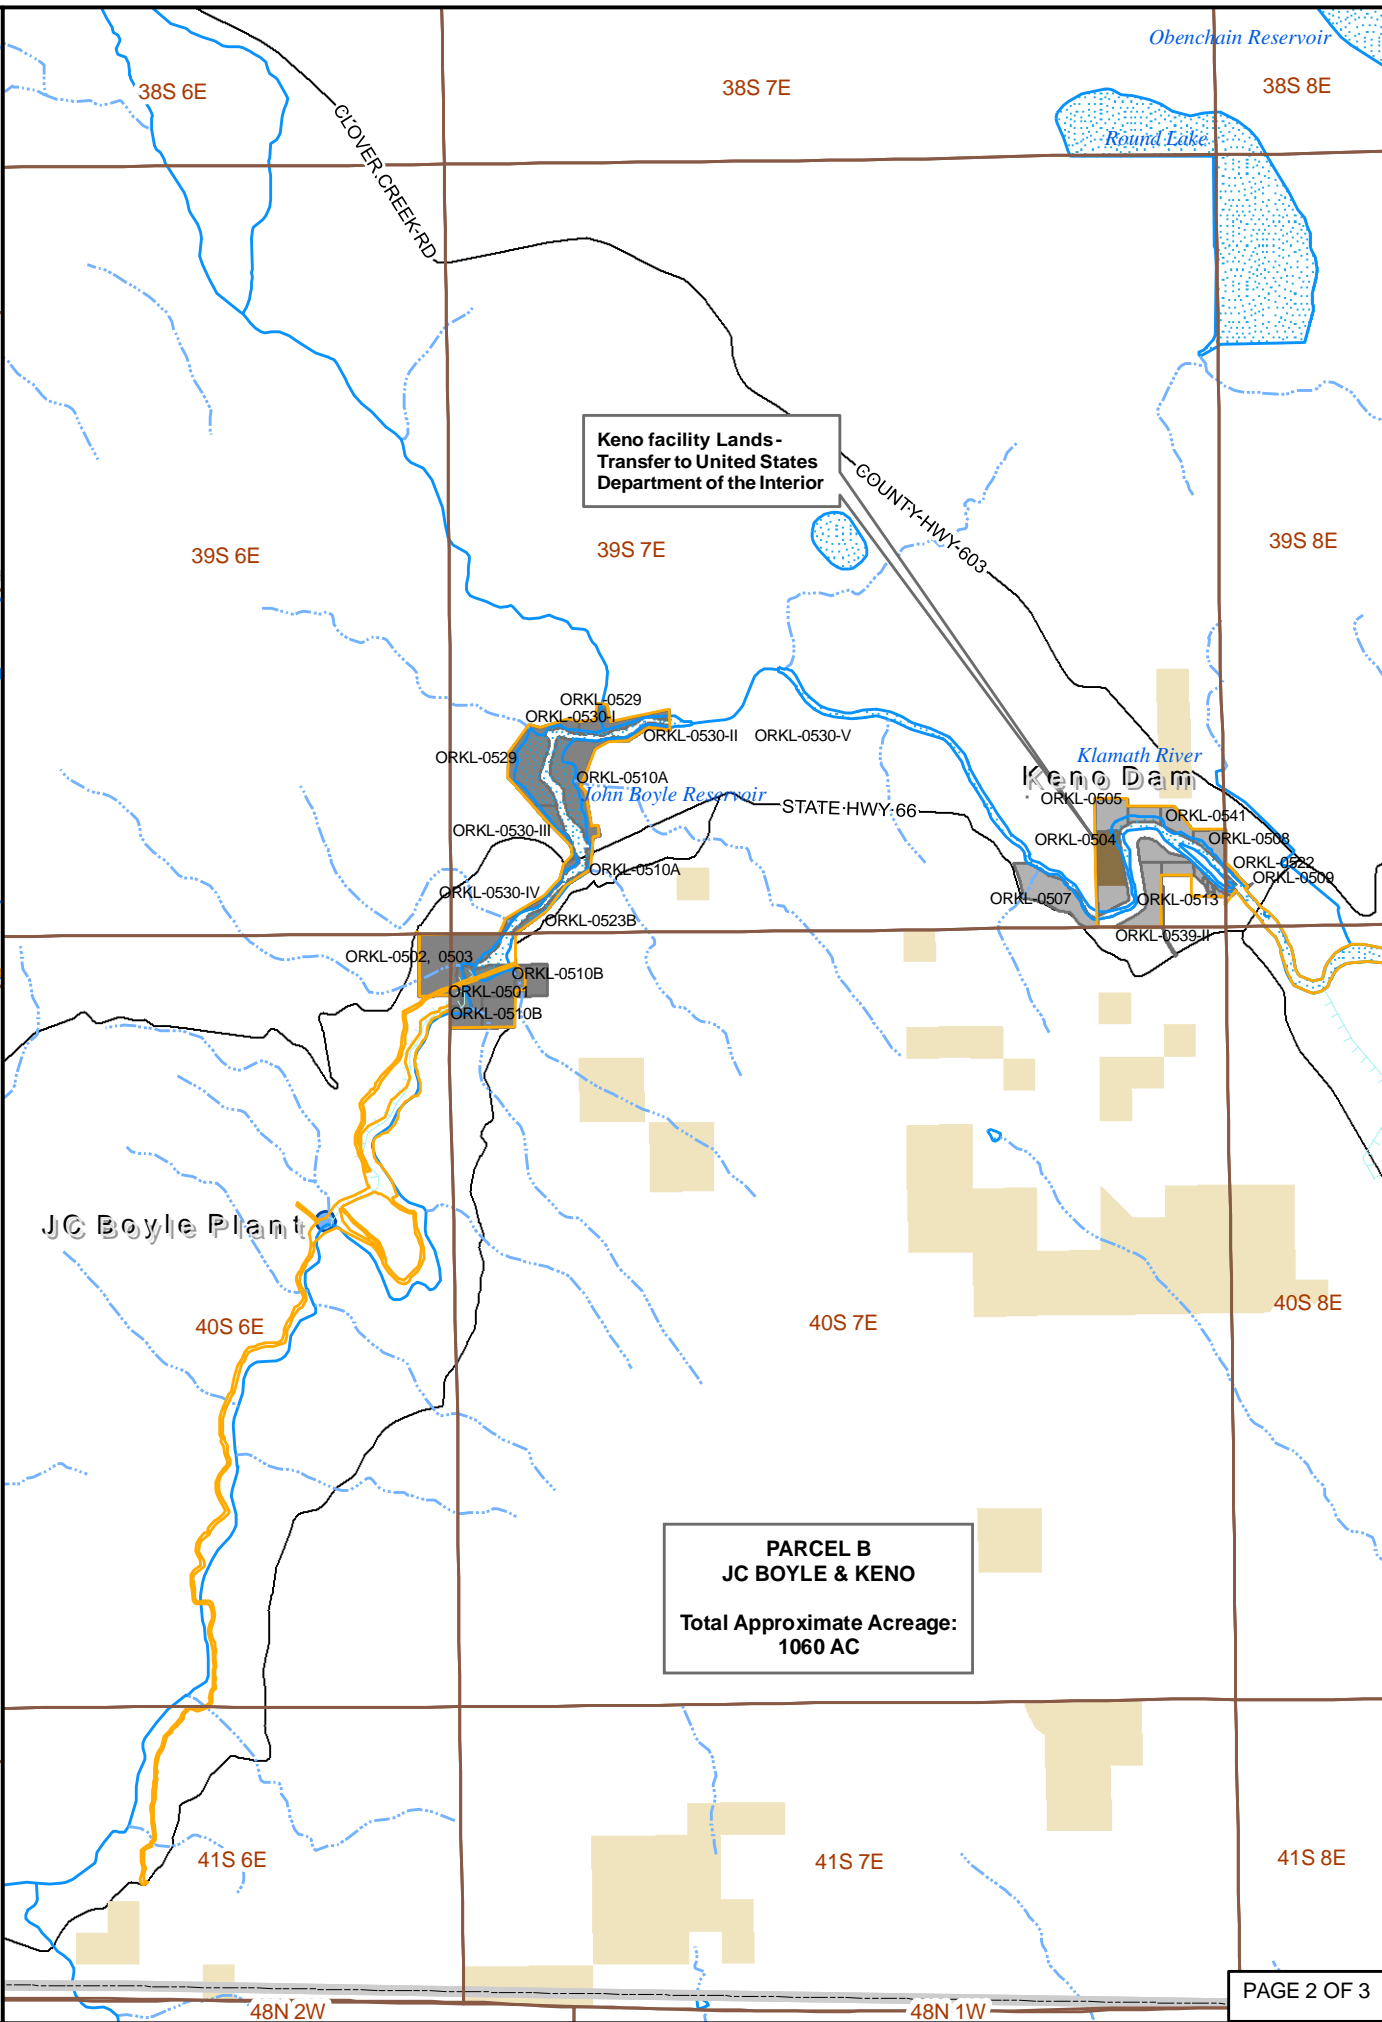 Obenchain Reservoir
38S 6E
38S 7E
38S 8E
Round Lake
CLOVER CREEK RD
Keno facility Lands -
Transfer to United States
Department of the Interior
COUNTY HWY 603
39S 6E
39S 7E
39S 8E
ORKL-0529
ORKL-0530-I
ORKL-0530-II
ORKL-0530-V
ORKL-0529
Klamath River
Keno Dam
ORKL-0510A
John Boyle Reservoir
STATE HWY 66
ORKL-0505
ORKL-0541
ORKL-0530-III
ORKL-0504
ORKL-0508
ORKL-0510A
ORKL-0522
ORKL-0509
ORKL-0530-IV
ORKL-0507
ORKL-0513
ORKL-0523B
ORKL-0539-II
ORKL-0502, 0503
ORKL-0510B
ORKL-0501
ORKL-0510B
JC Boyle Plant
40S 6E
40S 7E
40S 8E
PARCEL B
JC BOYLE & KENO
Total Approximate Acreage:
1060 AC
41S 6E
41S 7E
41S 8E
48N 2W
48N 1W
PAGE 2 OF 3